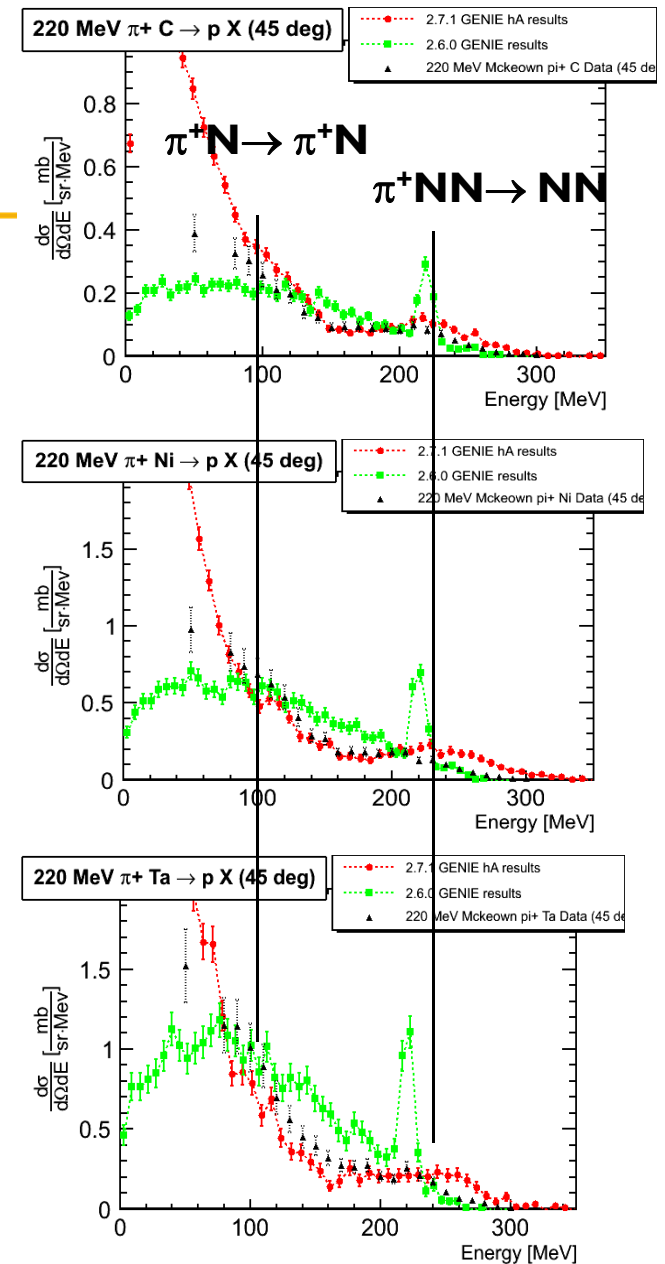 220 MeV π+ C → p X (45 deg)
2.7.1 GENIE hA results
2.6.0 GENIE results
220 MeV Mckeown pi+ C Data (45 de
π⁺N → π⁺N
π⁺NN → NN
dσ/dΩdE [mb/sr·Mev]
0.8
0.6
0.4
0.2
0
0 100 200 300
Energy [MeV]
220 MeV π+ Ni → p X (45 deg)
2.7.1 GENIE hA results
2.6.0 GENIE results
220 MeV Mckeown pi+ Ni Data (45 de
dσ/dΩdE [mb/sr·Mev]
1.5
1
0.5
0
0 100 200 300
Energy [MeV]
220 MeV π+ Ta → p X (45 deg)
2.7.1 GENIE hA results
2.6.0 GENIE results
220 MeV Mckeown pi+ Ta Data (45 de
dσ/dΩdE [mb/sr·Mev]
1.5
1
0.5
0
0 100 200 300
Energy [MeV]